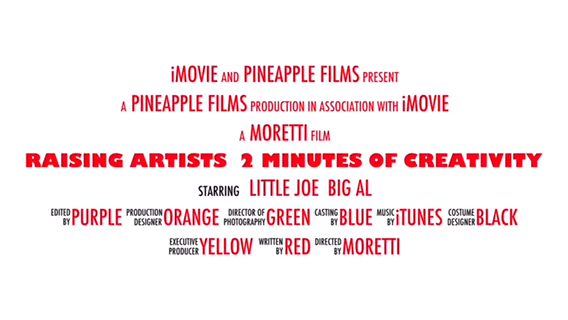 iMOVIE AND PINEAPPLE FILMS PRESENT
A PINEAPPLE FILMS PRODUCTION IN ASSOCIATION WITH iMOVIE
A MORETTI FILM
RAISING ARTISTS 2 MINUTES OF CREATIVITY
STARRING LITTLE JOE BIG AL
EDITED BY PURPLE PRODUCTION DESIGNER ORANGE DIRECTOR OF PHOTOGRAPHY GREEN CASTING BY BLUE MUSIC BY iTUNES COSTUME DESIGNER BLACK
EXECUTIVE PRODUCER YELLOW WRITTEN BY RED DIRECTED BY MORETTI